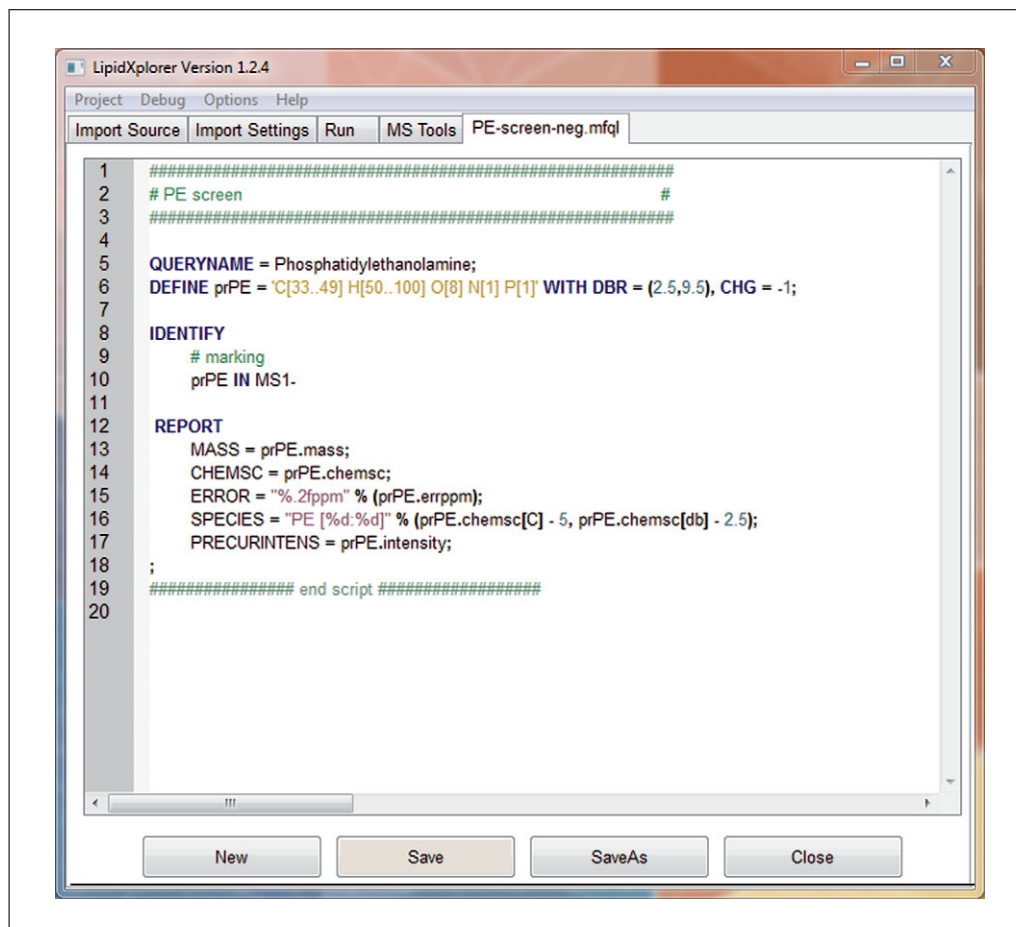 LipidXplorer Version 1.2.4
Project Debug Options Help
Import Source Import Settings Run MS Tools PE-screen-neg.mfql
1 ##########################################################
2 # PE screen #
3 ##########################################################
4
5 QUERYNAME = Phosphatidylethanolamine;
6 DEFINE prPE = 'C[33..49] H[50..100] O[8] N[1] P[1]' WITH DBR = (2.5,9.5), CHG = -1;
7
8 IDENTIFY
9 # marking
10 prPE IN MS1-
11
12 REPORT
13 MASS = prPE.mass;
14 CHEMSC = prPE.chemsc;
15 ERROR = "%.2fppm" % (prPE.errppm);
16 SPECIES = "PE [%d:%d]" % (prPE.chemsc[C] - 5, prPE.chemsc[db] - 2.5);
17 PRECURINTENS = prPE.intensity;
18 ;
19 ################ end script ##################
20
New Save SaveAs Close